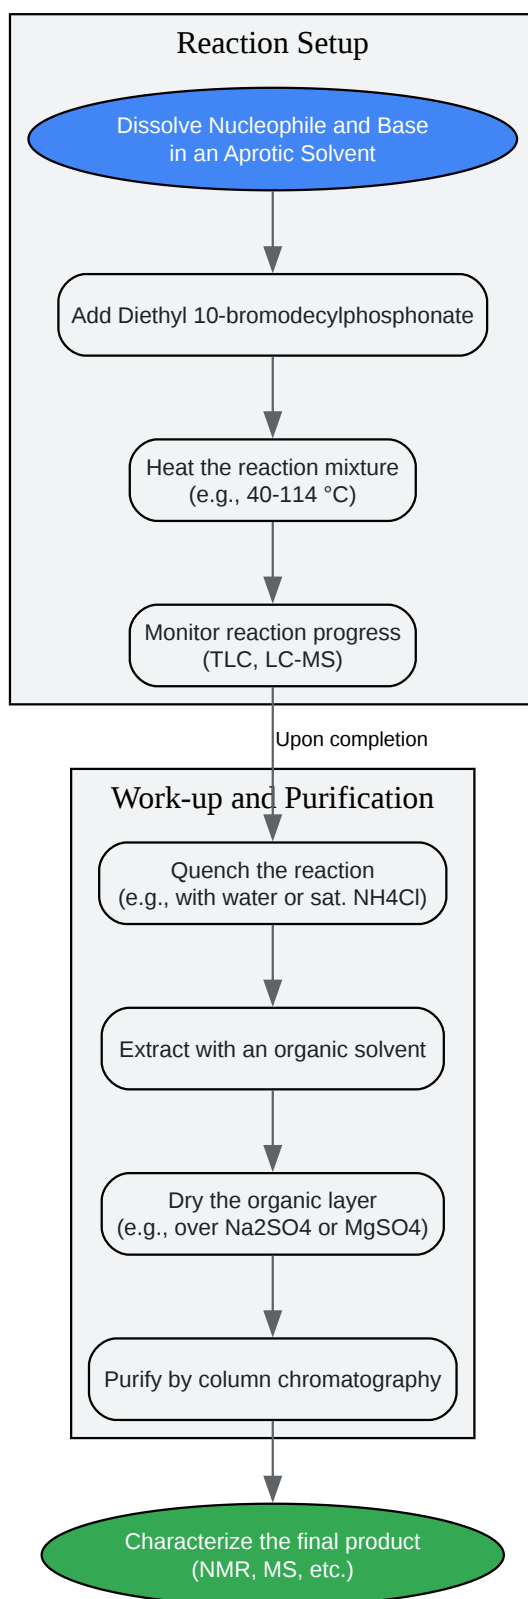 Reaction Setup
Dissolve Nucleophile and Base
in an Aprotic Solvent
Add Diethyl 10-bromodecylphosphonate
Heat the reaction mixture
(e.g., 40-114 °C)
Monitor reaction progress
(TLC, LC-MS)
Upon completion
Work-up and Purification
Quench the reaction
(e.g., with water or sat. NH4Cl)
Extract with an organic solvent
Dry the organic layer
(e.g., over Na2SO4 or MgSO4)
Purify by column chromatography
Characterize the final product
(NMR, MS, etc.)